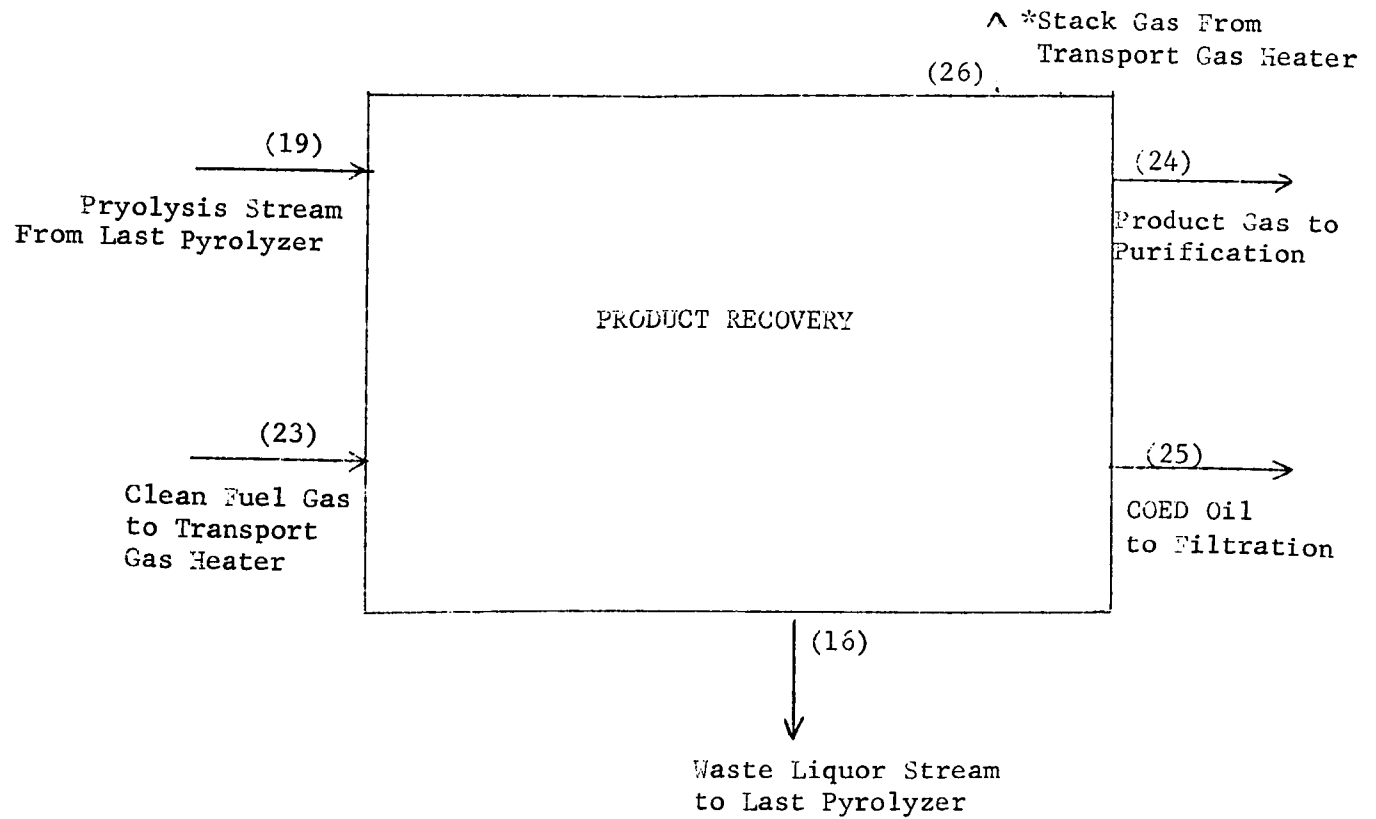 *Stack Gas From
Transport Gas Heater
(26)
(19)
Pryolysis Stream
From Last Pyrolyzer
(24)
Product Gas to
Purification
PRODUCT RECOVERY
(23)
Clean Fuel Gas
to Transport
Gas Heater
(25)
COED Oil
to Filtration
(16)
Waste Liquor Stream
to Last Pyrolyzer